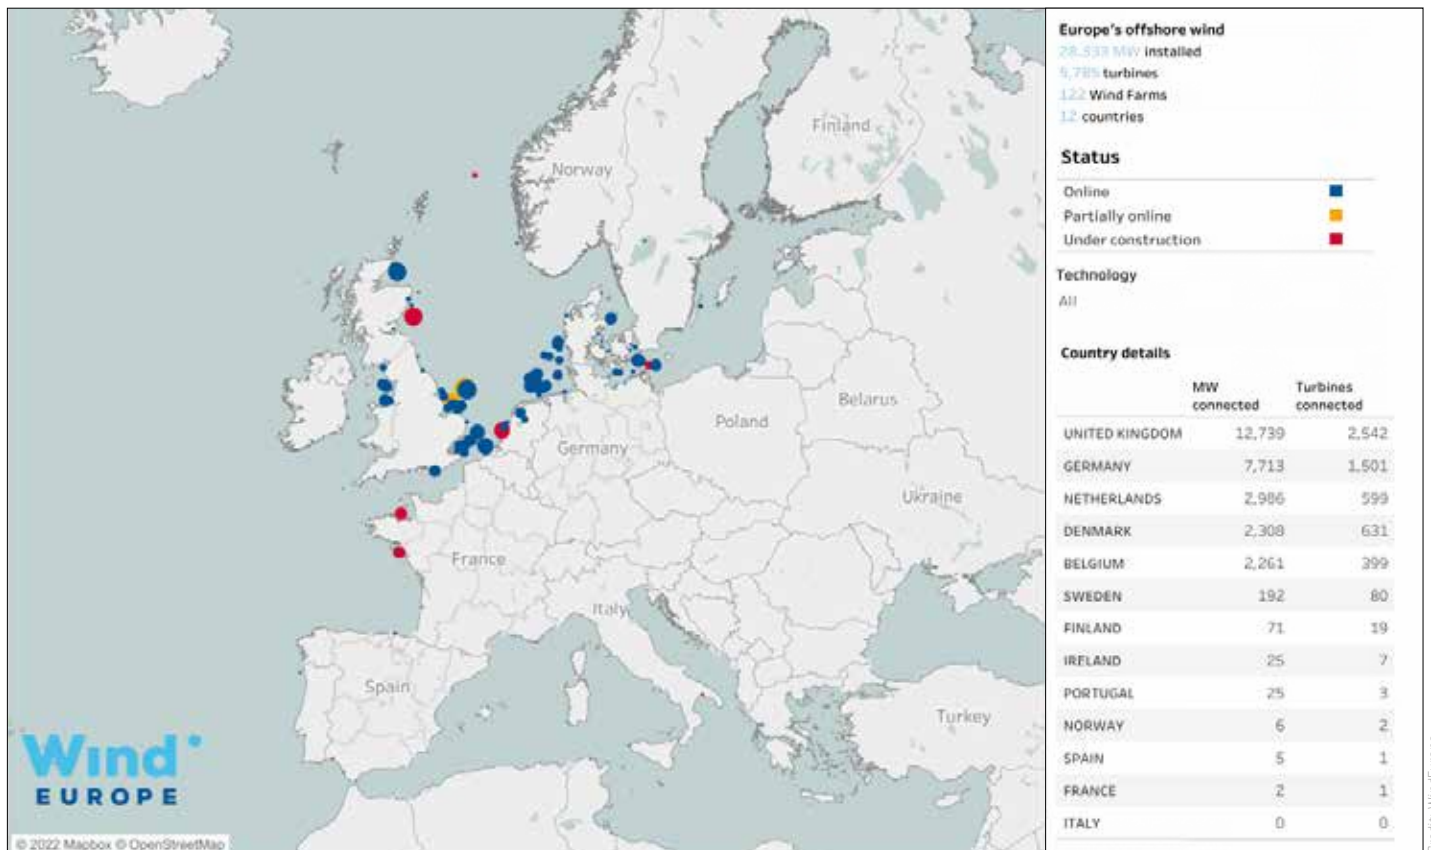 Norway
Finland
Belarus
Poland
Germany
Ukraine
France
Italy
Spain
Turkey
Wind
EUROPE
© 2022 Mapbox © OpenStreetMap
Europe's offshore wind
28,333 MW installed
5,785 turbines
122 Wind Farms
12 countries
Status
Online
Partially online
Under construction
Technology
All
Country details
MW connected Turbines connected
UNITED KINGDOM 12,739 2,542
GERMANY 7,713 1,501
NETHERLANDS 2,986 599
DENMARK 2,308 631
BELGIUM 2,261 399
SWEDEN 192 80
FINLAND 71 19
IRELAND 25 7
PORTUGAL 25 3
NORWAY 6 2
SPAIN 5 1
FRANCE 2 1
ITALY 0 0